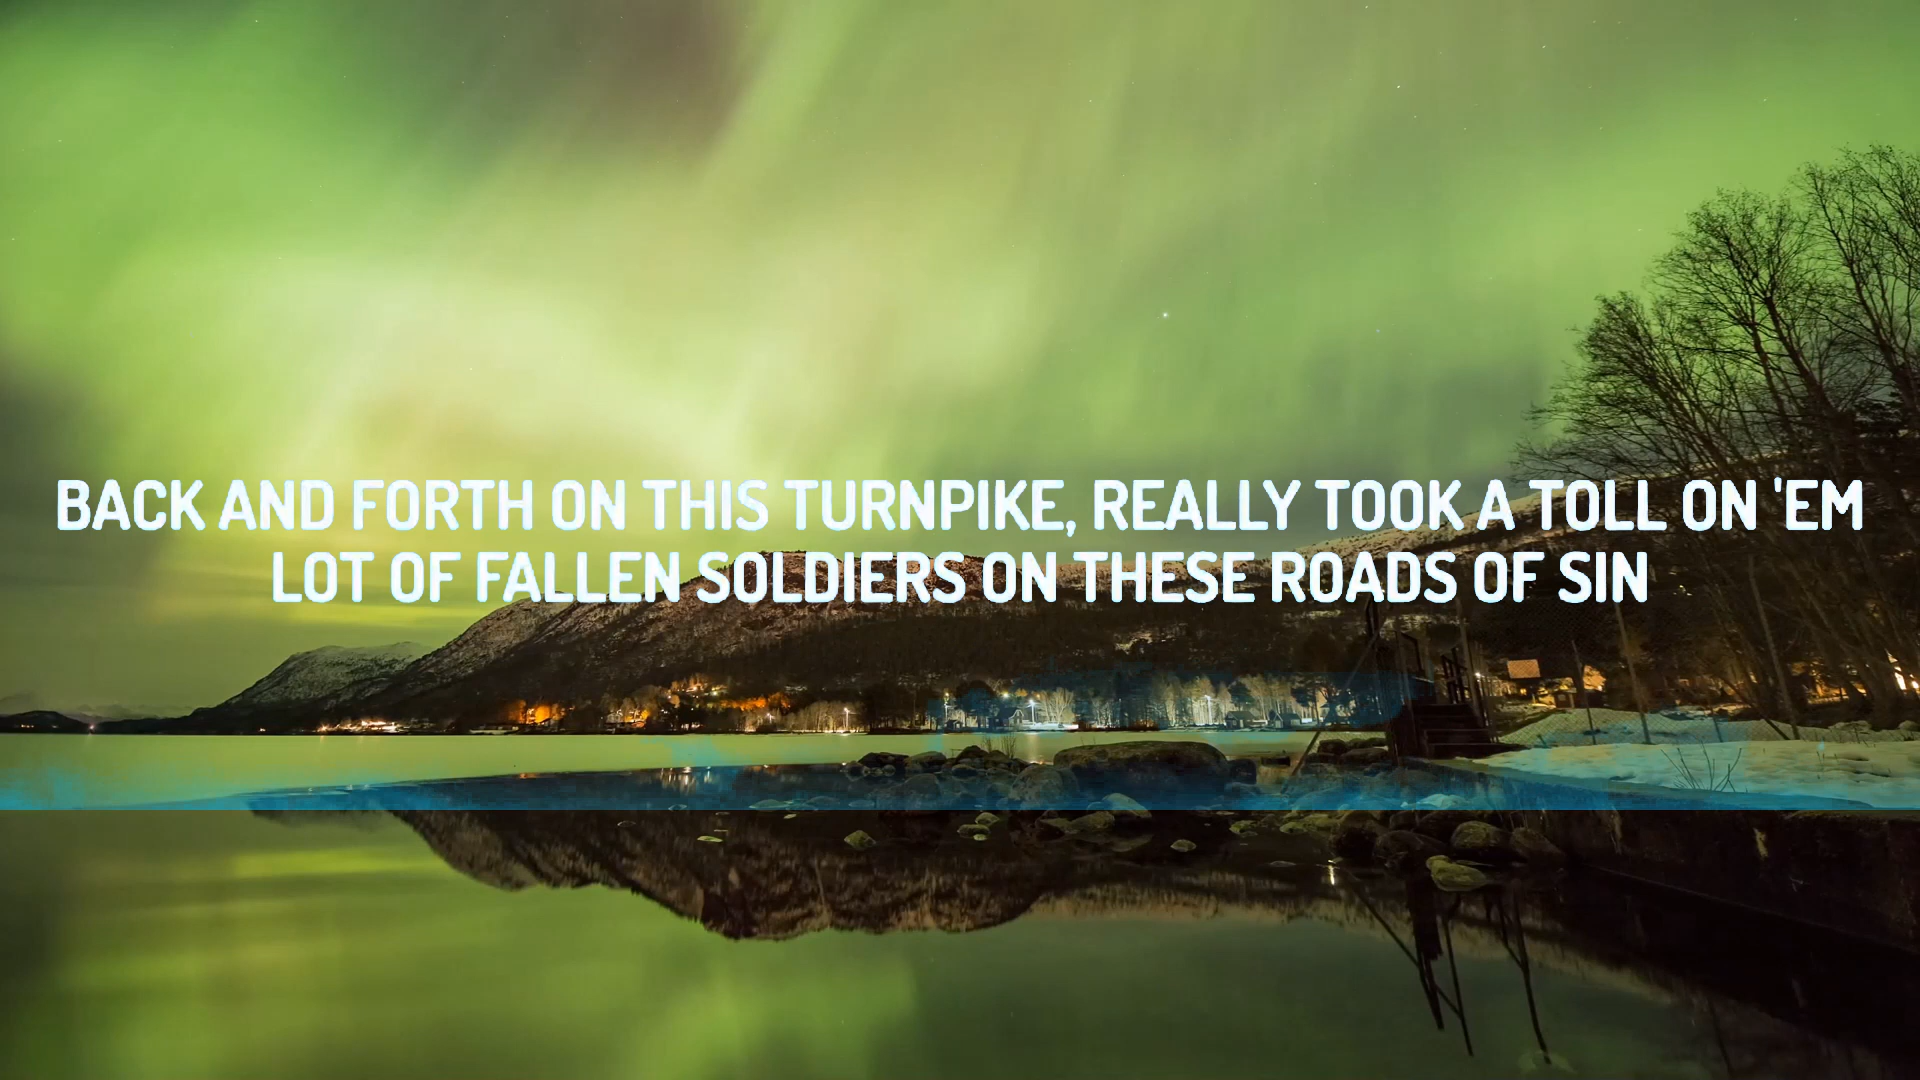 BACK AND FORTH ON THIS TURNPIKE, REALLY TOOK A TOLL ON 'EM
LOT OF FALLEN SOLDIERS ON THESE ROADS OF SIN